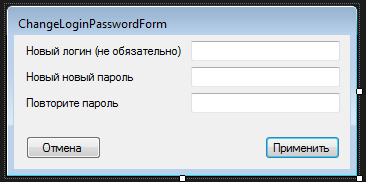 ChangeLoginPasswordForm
Новый логин (не обязательно)
Новый новый пароль
Повторите пароль
Отмена Применить